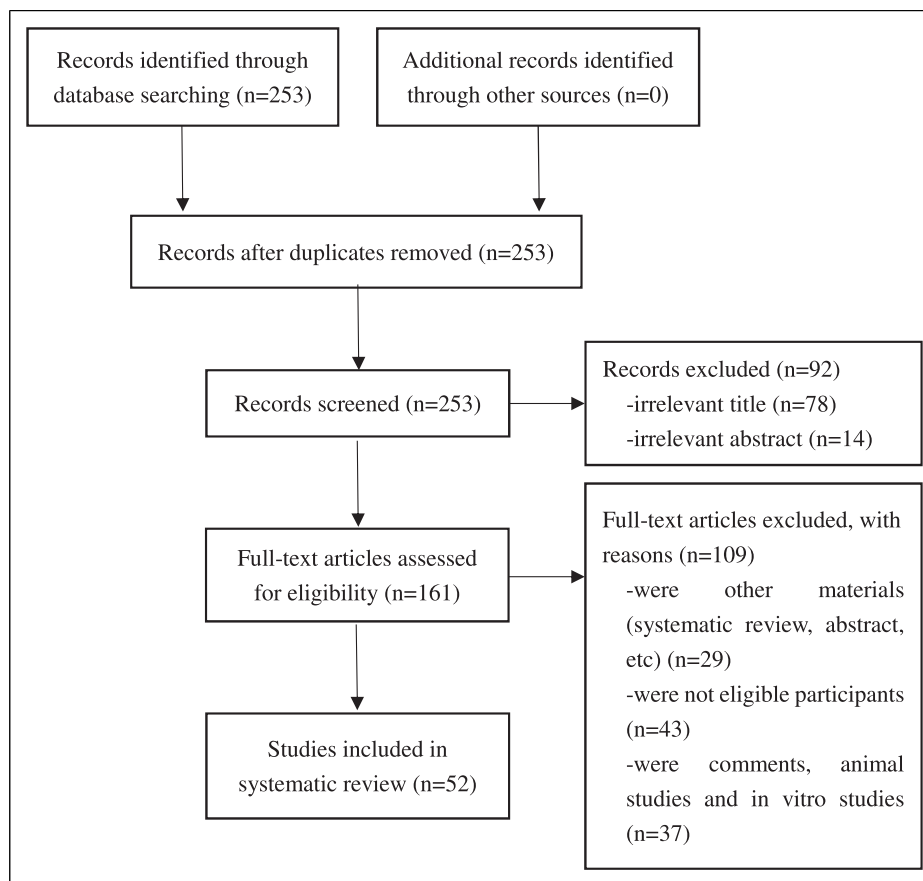 Records identified through
database searching (n=253)
Additional records identified
through other sources (n=0)
Records after duplicates removed (n=253)
Records screened (n=253)
Records excluded (n=92)
-irrelevant title (n=78)
-irrelevant abstract (n=14)
Full-text articles assessed
for eligibility (n=161)
Full-text articles excluded, with
reasons (n=109)
-were other materials
(systematic review, abstract,
etc) (n=29)
-were not eligible participants
(n=43)
-were comments, animal
studies and in vitro studies
(n=37)
Studies included in
systematic review (n=52)